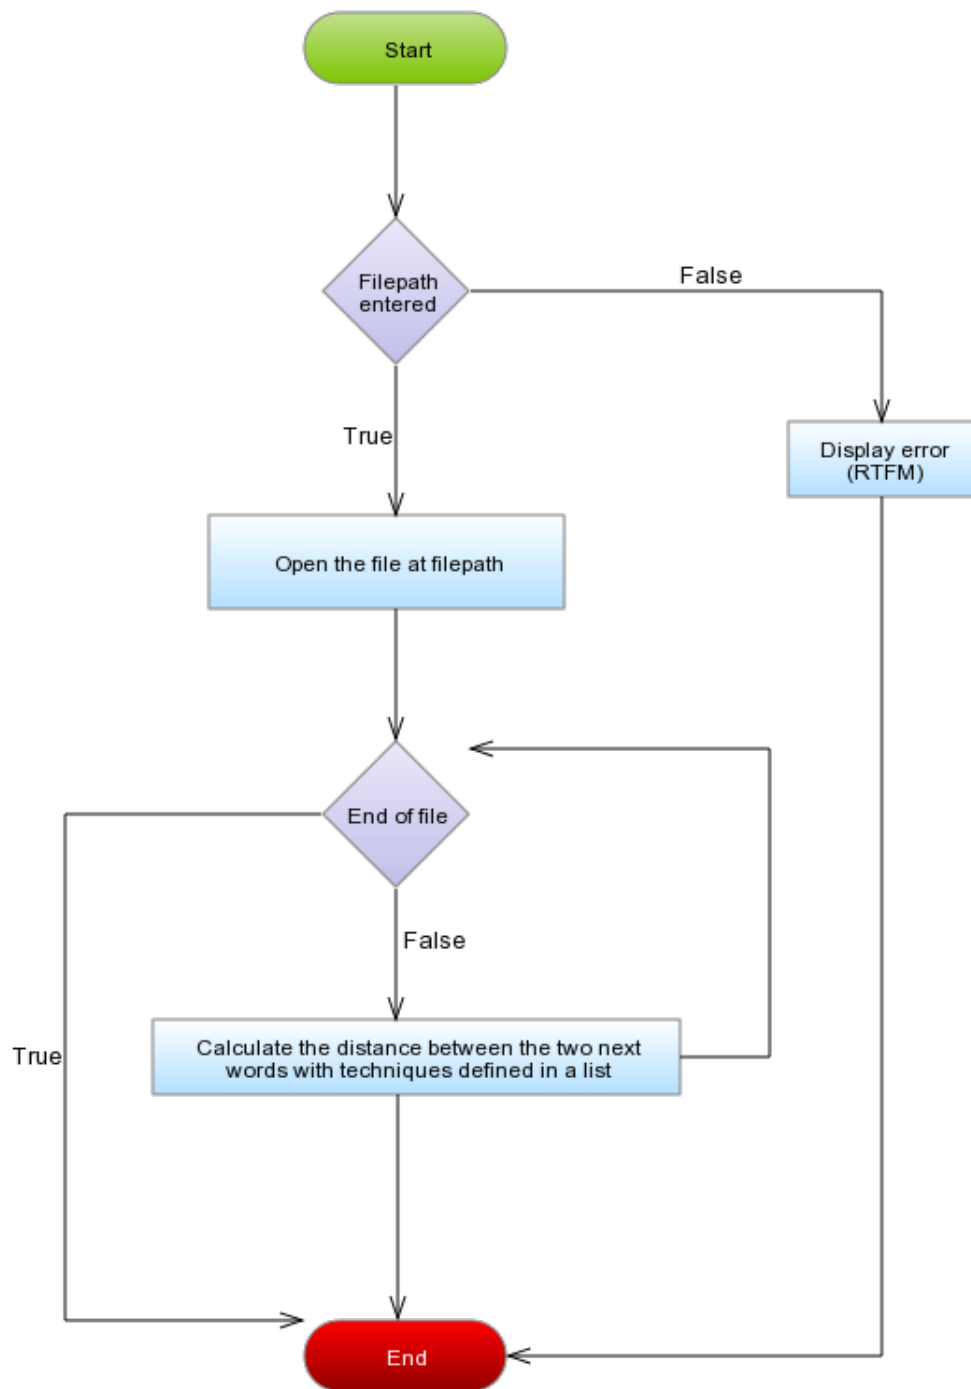 Start
Filepath
entered
False
True
Display error
(RTFM)
Open the file at filepath
End of file
False
True
Calculate the distance between the two next
words with techniques defined in a list
End